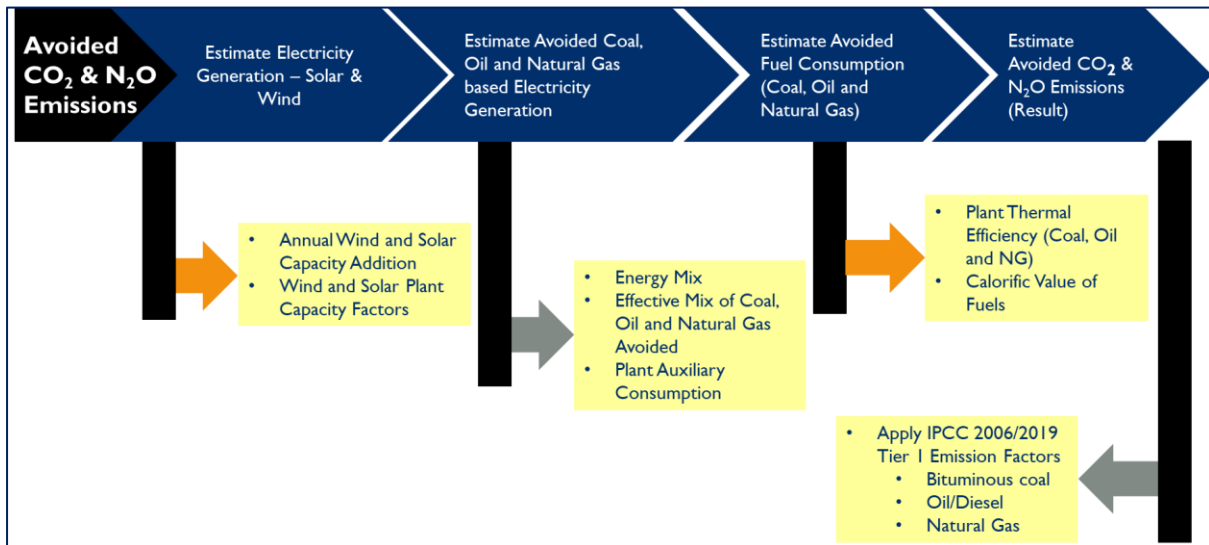 Avoided
CO₂ & N₂O
Emissions
Estimate Electricity
Generation – Solar &
Wind
Estimate Avoided Coal,
Oil and Natural Gas
based Electricity
Generation
Estimate Avoided
Fuel Consumption
(Coal, Oil and
Natural Gas)
Estimate
Avoided CO₂ &
N₂O Emissions
(Result)
• Annual Wind and Solar
Capacity Addition
• Wind and Solar Plant
Capacity Factors
• Energy Mix
• Effective Mix of Coal,
Oil and Natural Gas
Avoided
• Plant Auxiliary
Consumption
• Plant Thermal
Efficiency (Coal, Oil
and NG)
• Calorific Value of
Fuels
• Apply IPCC 2006/2019
Tier 1 Emission Factors
• Bituminous coal
• Oil/Diesel
• Natural Gas